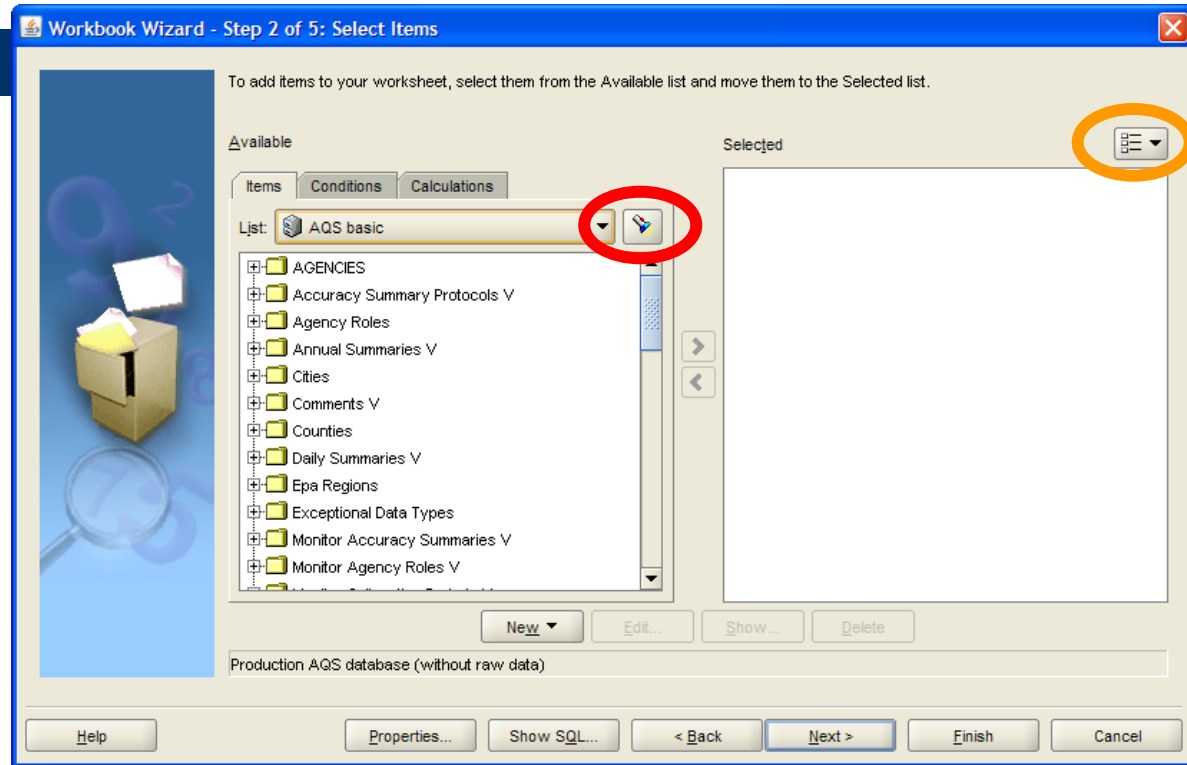 Workbook Wizard - Step 2 of 5: Select Items
To add items to your worksheet, select them from the Available list and move them to the Selected list.
Available
Selected
Items Conditions Calculations
List: AQS basic
AGENCIES
Accuracy Summary Protocols V
Agency Roles
Annual Summaries V
Cities
Comments V
Counties
Daily Summaries V
Epa Regions
Exceptional Data Types
Monitor Accuracy Summaries V
Monitor Agency Roles V
New Edit... Show... Delete
Production AQS database (without raw data)
Help Properties... Show SQL... < Back Next > Finish Cancel